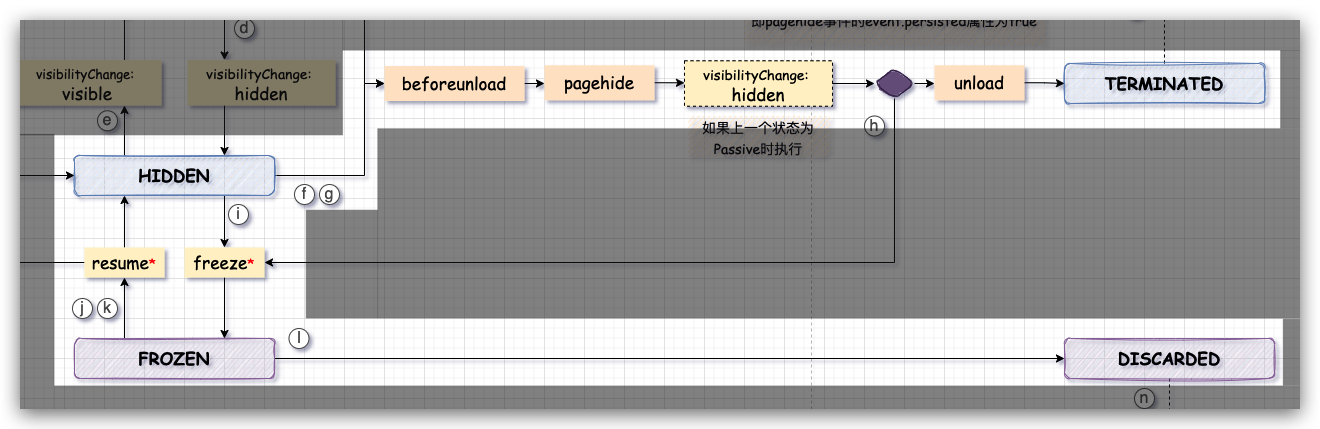 d
即pagehide事件的event.persisted属性为true
visibilityChange:
visible
visibilityChange:
hidden
beforeunload
pagehide
visibilityChange:
hidden
unload
TERMINATED
e
h
如果上一个状态为
Passive时执行
HIDDEN
f g
i
resume*
freeze*
j k
l
FROZEN
DISCARDED
n